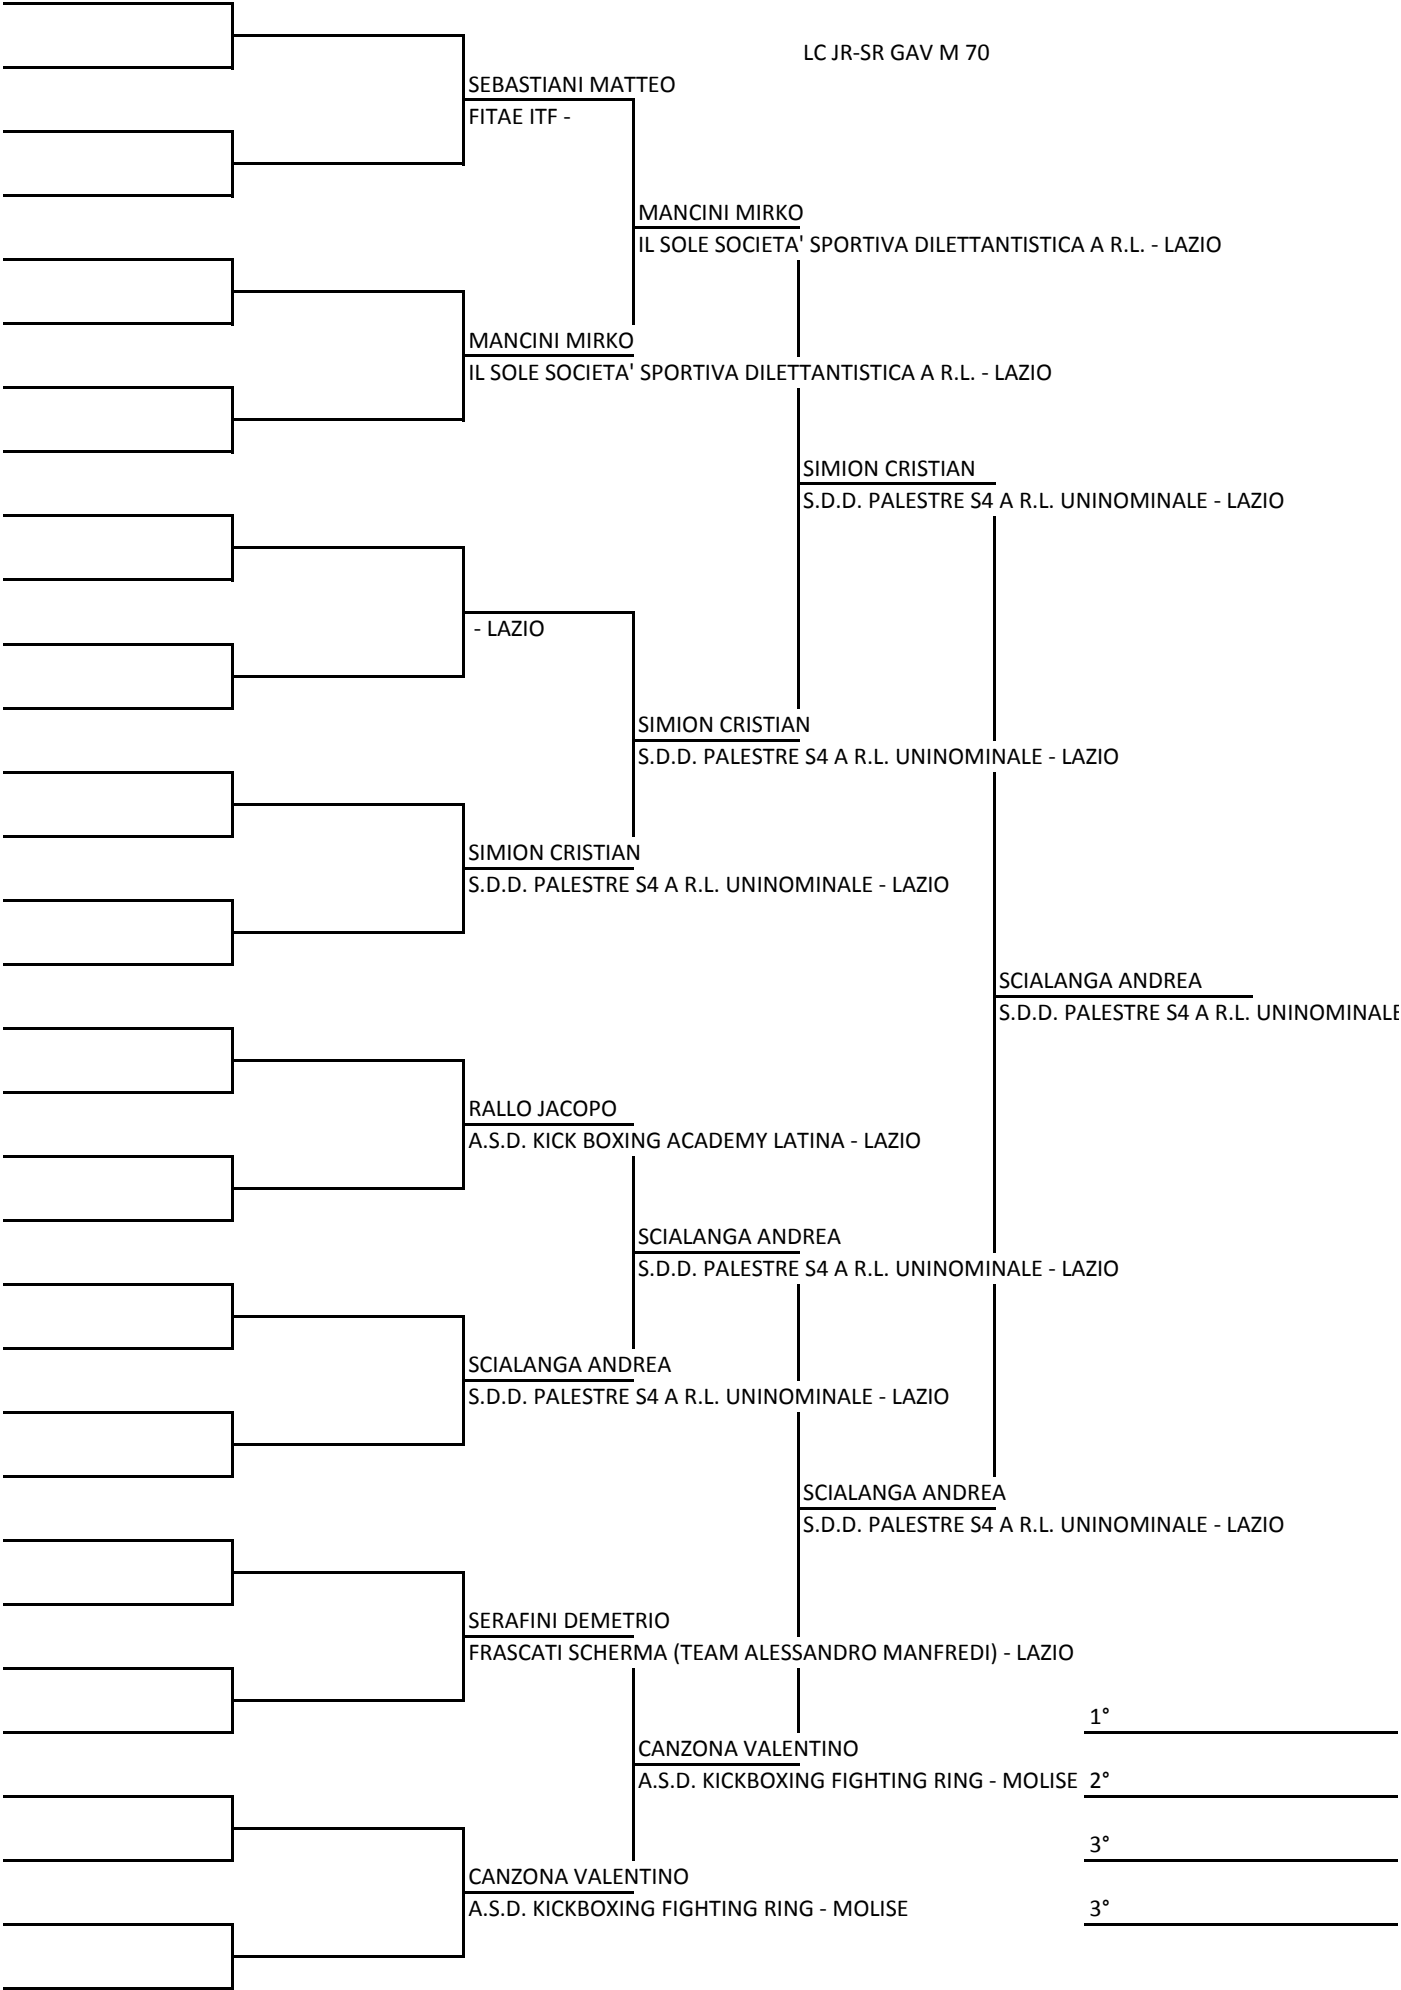 LC JR-SR GAV M 70
SEBASTIANI MATTEO
FITAE ITF -
MANCINI MIRKO
IL SOLE SOCIETA' SPORTIVA DILETTANTISTICA A R.L. - LAZIO
MANCINI MIRKO
IL SOLE SOCIETA' SPORTIVA DILETTANTISTICA A R.L. - LAZIO
SIMION CRISTIAN
S.D.D. PALESTRE S4 A R.L. UNINOMINALE - LAZIO
- LAZIO
SIMION CRISTIAN
S.D.D. PALESTRE S4 A R.L. UNINOMINALE - LAZIO
SIMION CRISTIAN
S.D.D. PALESTRE S4 A R.L. UNINOMINALE - LAZIO
SCIALANGA ANDREA
S.D.D. PALESTRE S4 A R.L. UNINOMINALE
RALLO JACOPO
A.S.D. KICK BOXING ACADEMY LATINA - LAZIO
SCIALANGA ANDREA
S.D.D. PALESTRE S4 A R.L. UNINOMINALE - LAZIO
SCIALANGA ANDREA
S.D.D. PALESTRE S4 A R.L. UNINOMINALE - LAZIO
SCIALANGA ANDREA
S.D.D. PALESTRE S4 A R.L. UNINOMINALE - LAZIO
SERAFINI DEMETRIO
FRASCATI SCHERMA (TEAM ALESSANDRO MANFREDI) - LAZIO
1°
CANZONA VALENTINO
A.S.D. KICKBOXING FIGHTING RING - MOLISE
2°
3°
CANZONA VALENTINO
A.S.D. KICKBOXING FIGHTING RING - MOLISE
3°